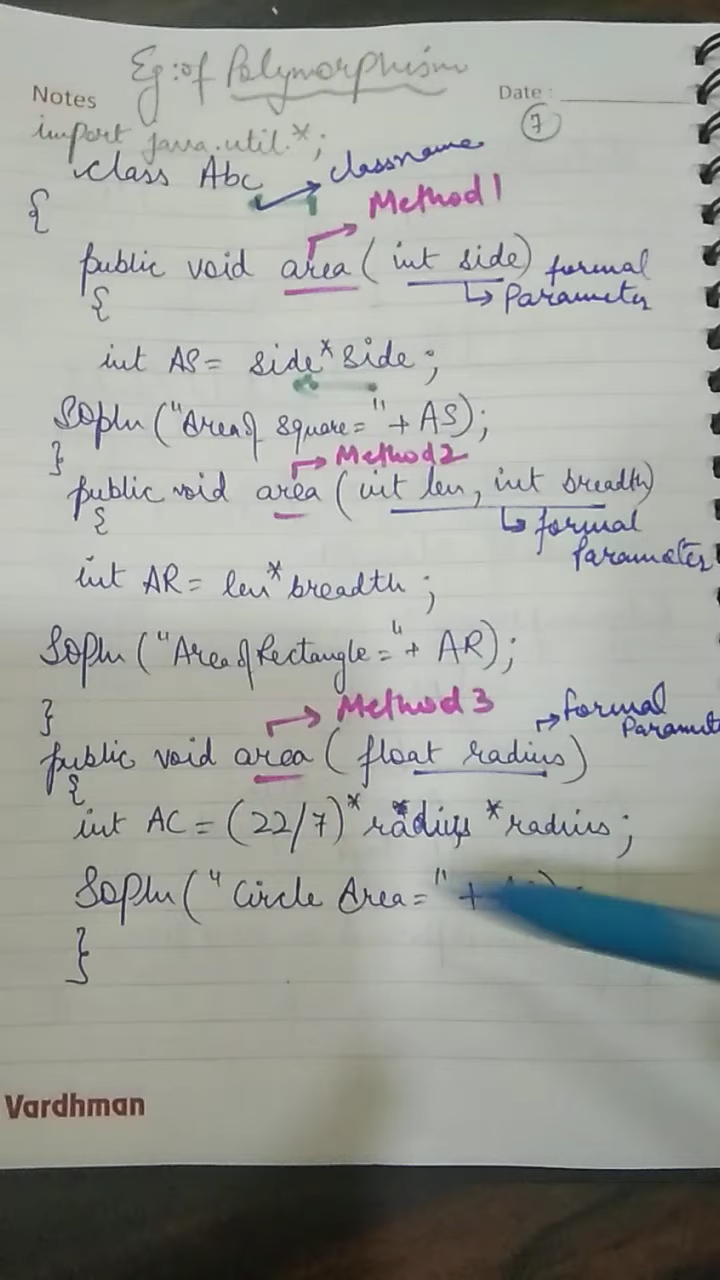 Eg: of Polymorphism
Notes
Date :
7
import java.util.*;
class Abc
classname
{
Method 1
public void area ( int side) formal
Parameter
{
int AS = side * side ;
SOPln ("Area of square = " + AS);
}
Method 2
public void area (int len, int breadth)
{
formal
Parameter
int AR = len * breadth ;
SOPln ("Area of Rectangle = " + AR);
}
Method 3
formal
public void area ( float radius)
{
int AC = (22/7) * radius * radius ;
SOPln (" Circle Area = " +
}
Vardhman